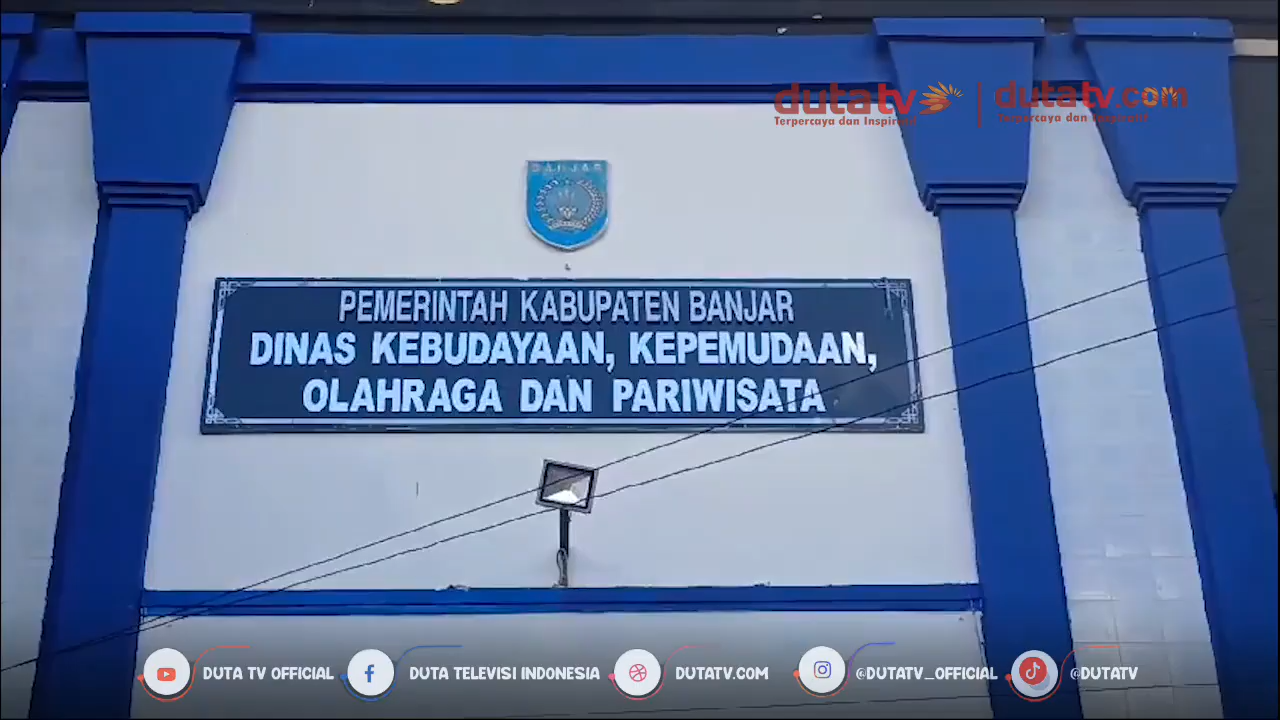 dutatv
Terpercaya dan Inspiratif
dutatv.com
Terpercaya dan Inspiratif
BANJAR
PEMERINTAH KABUPATEN BANJAR
DINAS KEBUDAYAAN, KEPEMUDAAN,
OLAHRAGA DAN PARIWISATA
DUTA TV OFFICIAL
DUTA TELEVISI INDONESIA
DUTATV.COM
@DUTATV_OFFICIAL
@DUTATV